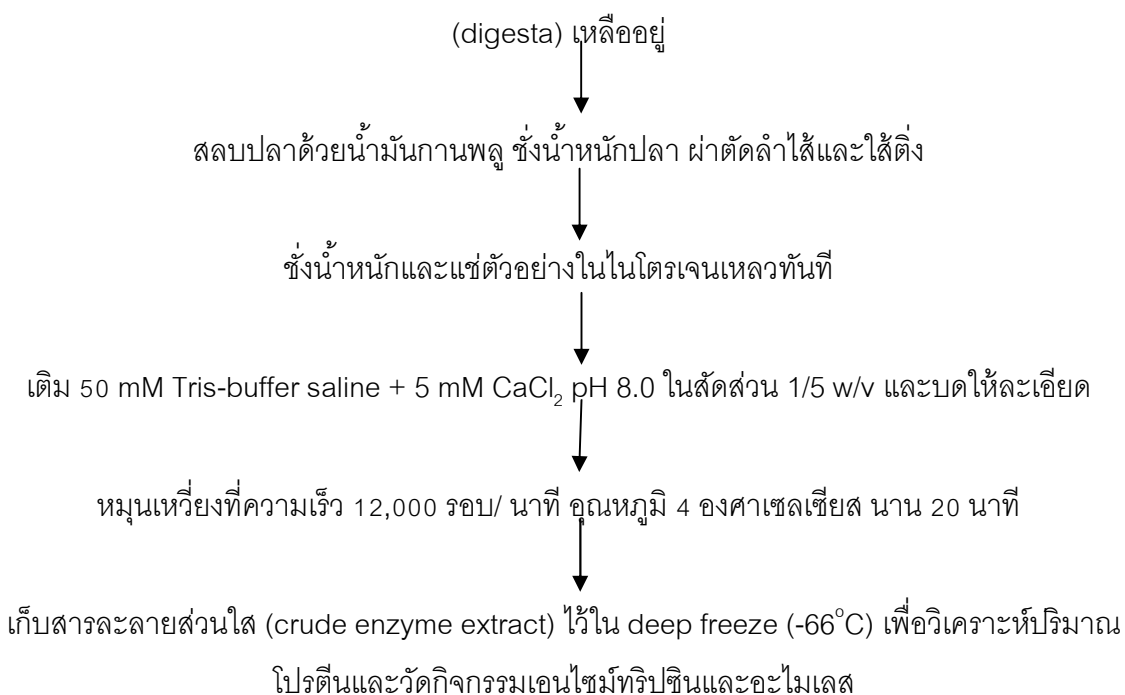 (digesta) เหลืออยู่
สลบปลาด้วยน้ำมันกานพลู ชั่งน้ำหนักปลา ผ่าตัดลำไส้และไส้ติ่ง
ชั่งน้ำหนักและแช่ตัวอย่างในไนโตรเจนเหลวทันที
เติม 50 mM Tris-buffer saline + 5 mM CaCl₂ pH 8.0 ในสัดส่วน 1/5 w/v และบดให้ละเอียด
หมุนเหวี่ยงที่ความเร็ว 12,000 รอบ/ นาที อุณหภูมิ 4 องศาเซลเซียส นาน 20 นาที
เก็บสารละลายส่วนใส (crude enzyme extract) ไว้ใน deep freeze (-66°C) เพื่อวิเคราะห์ปริมาณ
โปรตีนและวัดกิจกรรมเอนไซม์ทริปซินและอะไมเลส